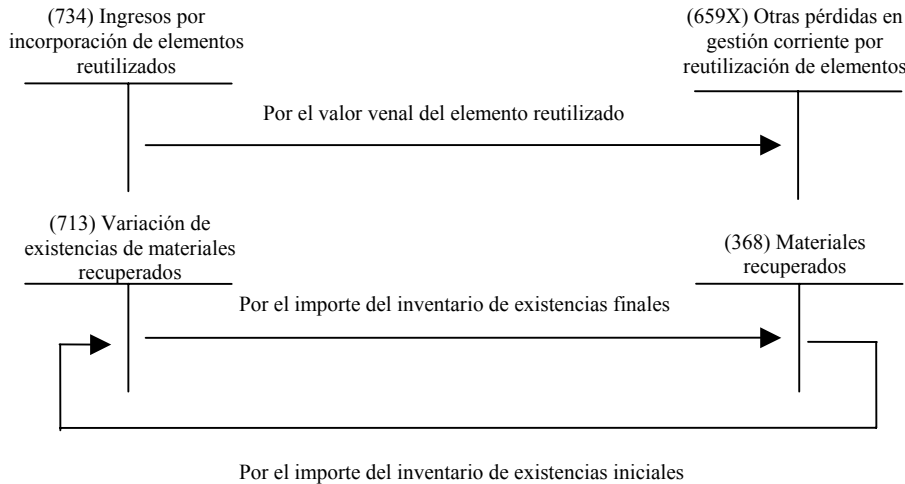 (734) Ingresos por
incorporación de elementos
reutilizados
(659X) Otras pérdidas en
gestión corriente por
reutilización de elementos
Por el valor venal del elemento reutilizado
(713) Variación de
existencias de materiales
recuperados
(368) Materiales
recuperados
Por el importe del inventario de existencias finales
Por el importe del inventario de existencias iniciales